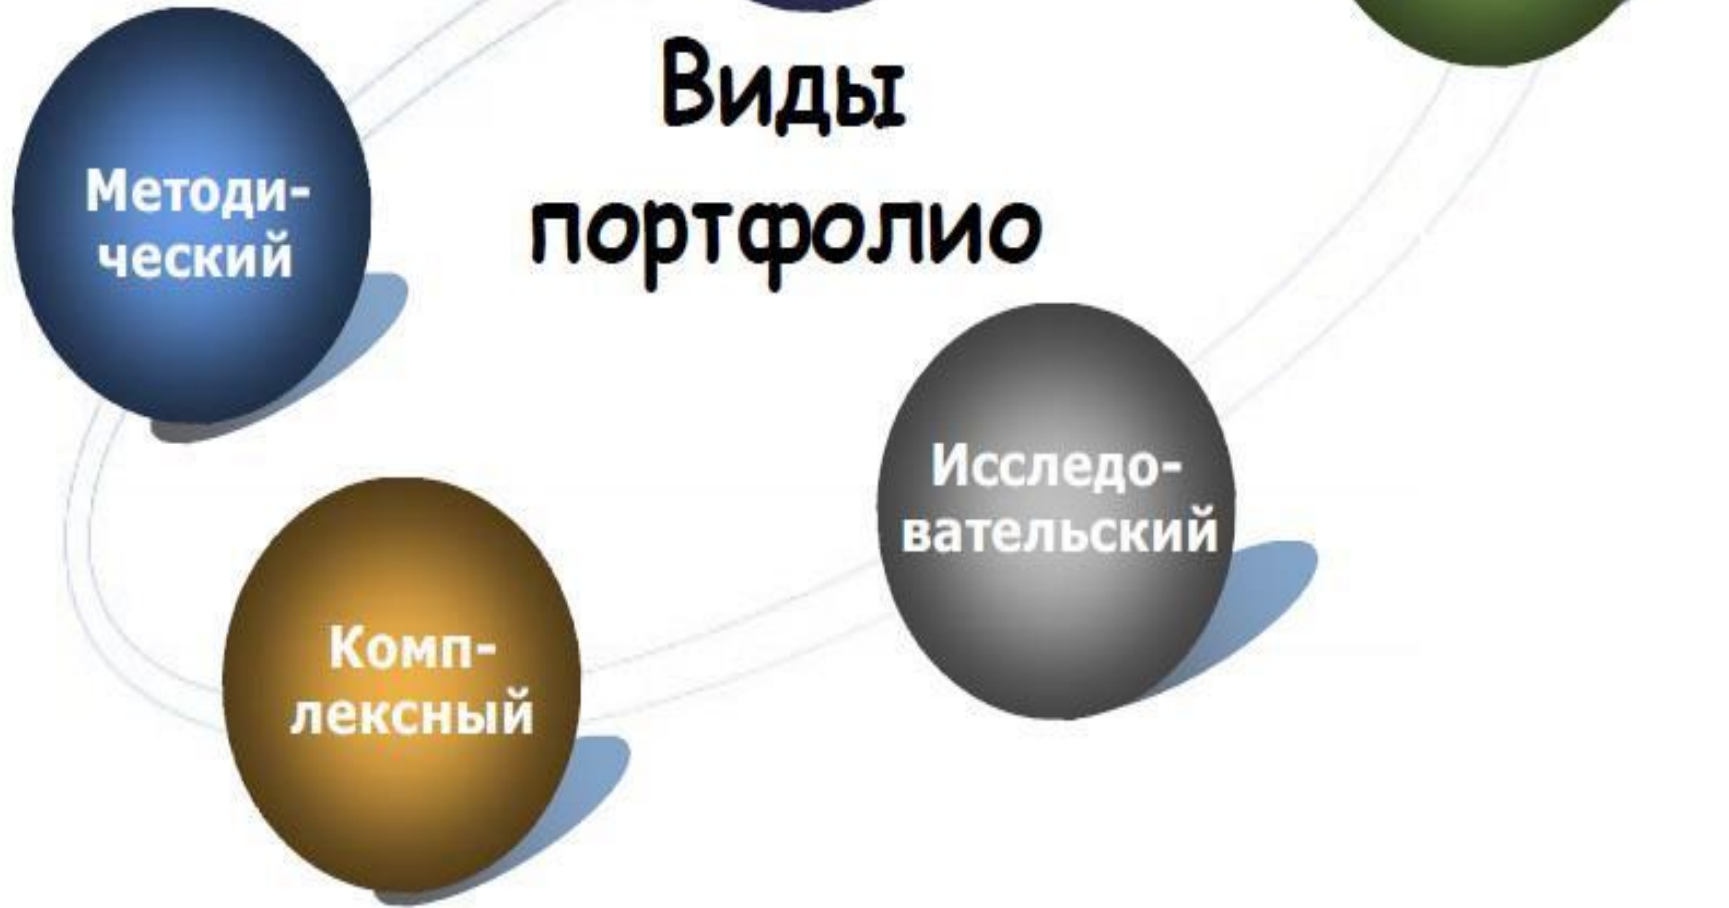 Виды
портфолио
Методи-
ческий
Исследо-
вательский
Комп-
лексный